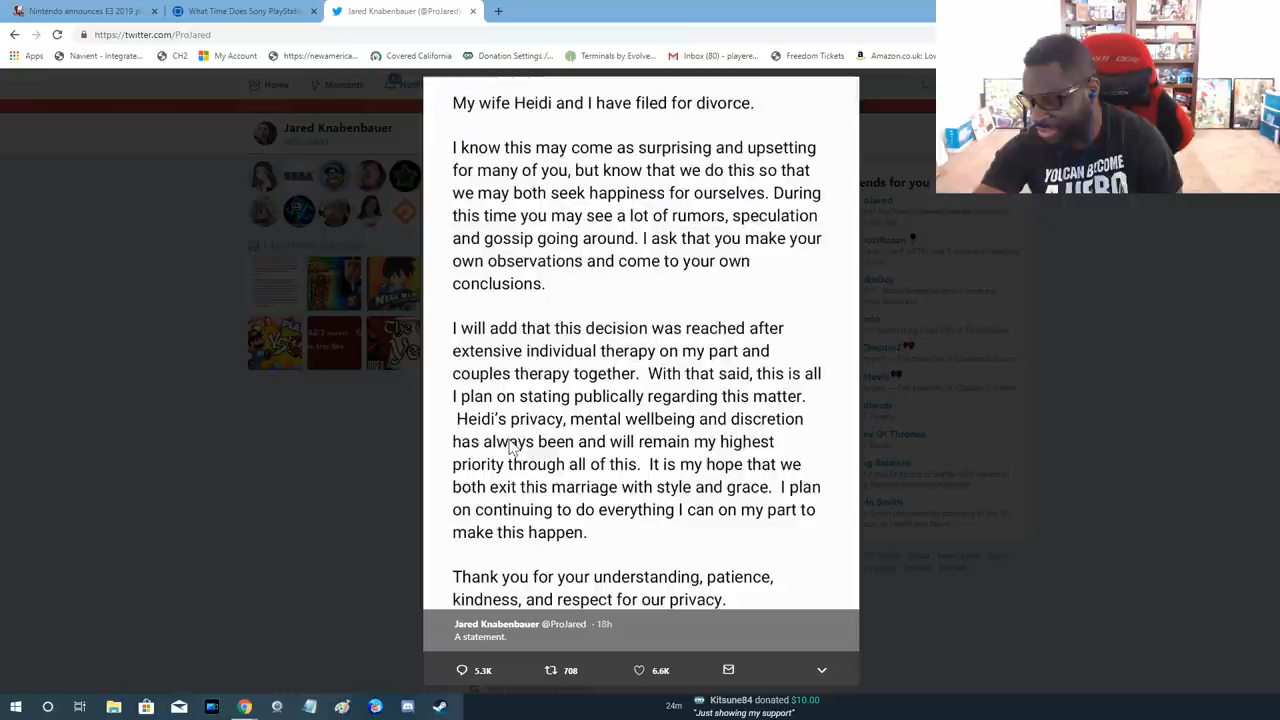 Nintendo announces E3 2019 pl
What Time Does Sony PlayStatio
Jared Knabenbauer (@ProJared)
https://twitter.com/ProJared
Apps
Navient - Integrate...
CH2
My Account
https://newamerica...
Covered California
Donation Settings /...
Terminals by Evolve...
Inbox (80) - playere...
Freedom Tickets
Amazon.co.uk: Lo
Home
Moments
Jared Knabenbauer
SEGA
My wife Heidi and I have filed for divorce.
I know this may come as surprising and upsetting
for many of you, but know that we do this so that
we may both seek happiness for ourselves. During
this time you may see a lot of rumors, speculation
and gossip going around. I ask that you make your
own observations and come to your own
conclusions.
I will add that this decision was reached after
extensive individual therapy on my part and
couples therapy together.  With that said, this is all
I plan on stating publically regarding this matter.
Heidi's privacy, mental wellbeing and discretion
has always been and will remain my highest
priority through all of this.  It is my hope that we
both exit this marriage with style and grace.  I plan
on continuing to do everything I can on my part to
make this happen.
Thank you for your understanding, patience,
kindness, and respect for our privacy.
Jared Knabenbauer @ProJared · 18h
A statement.
5.3K
708
6.6K
YOU CAN BECOME
A HERO
ends for you
24m
Kitsune84 donated $10.00
"Just showing my support"